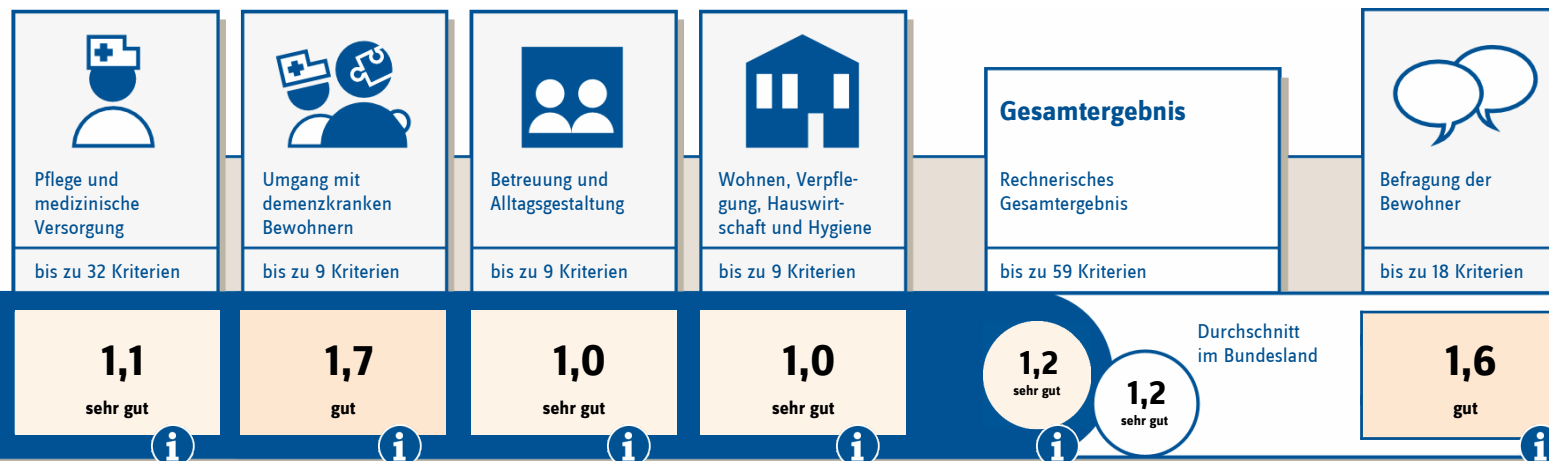 Pflege und
medizinische
Versorgung
bis zu 32 Kriterien
1,1
sehr gut
i
Umgang mit
demenzkranken
Bewohnern
bis zu 9 Kriterien
1,7
gut
i
Betreuung und
Alltagsgestaltung
bis zu 9 Kriterien
1,0
sehr gut
i
Wohnen, Verpfle-
gung, Hauswirt-
schaft und Hygiene
bis zu 9 Kriterien
1,0
sehr gut
i
Gesamtergebnis
Rechnerisches
Gesamtergebnis
bis zu 59 Kriterien
1,2
sehr gut
i
Durchschnitt
im Bundesland
1,2
sehr gut
Befragung der
Bewohner
bis zu 18 Kriterien
1,6
gut
i